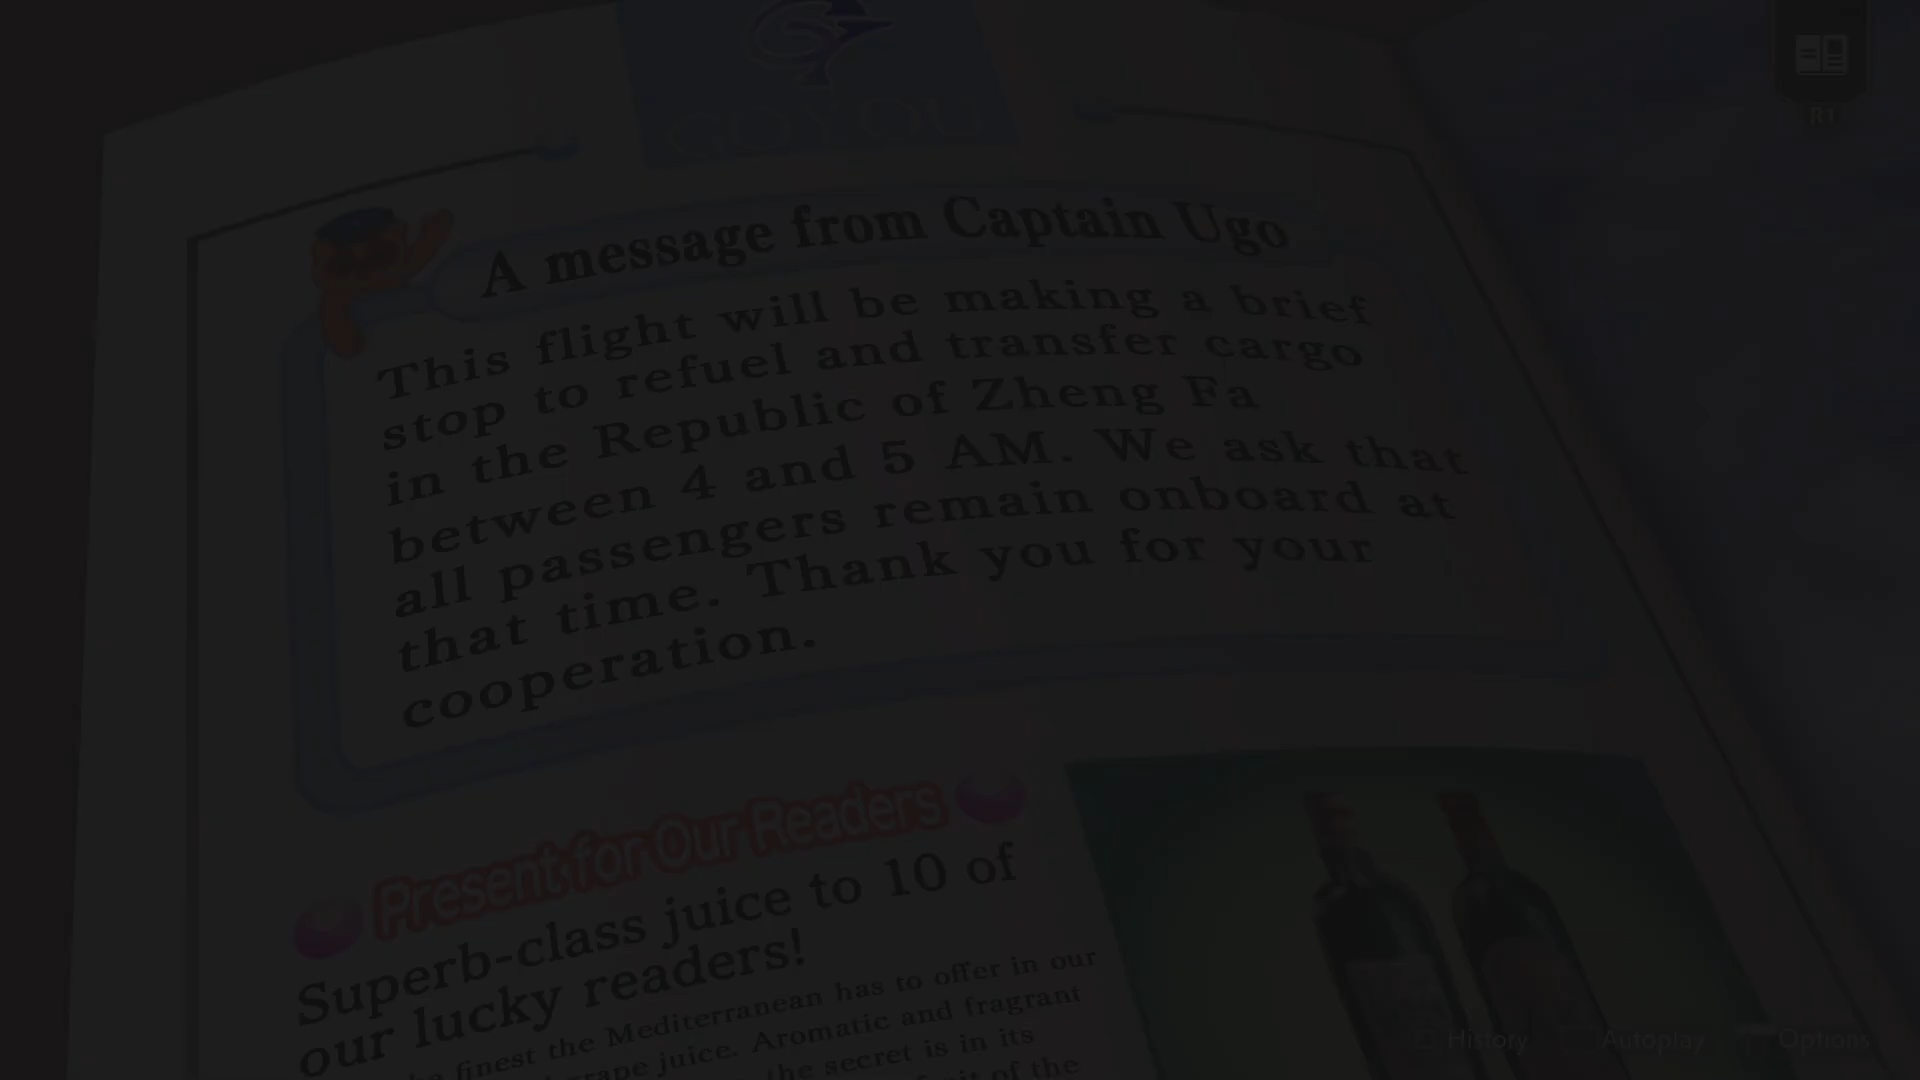 R1
GOYOU
A message from Captain Ugo
This flight will be making a brief
stop to refuel and transfer cargo
in the Republic of Zheng Fa
between 4 and 5 AM. We ask that
all passengers remain onboard at
that time. Thank you for your
cooperation.
Present for Our Readers
Superb-class juice to 10 of
our lucky readers!
finest the Mediterranean has to offer in our
grape juice. Aromatic and fragrant
the secret is in its
of the
History Autoplay Options